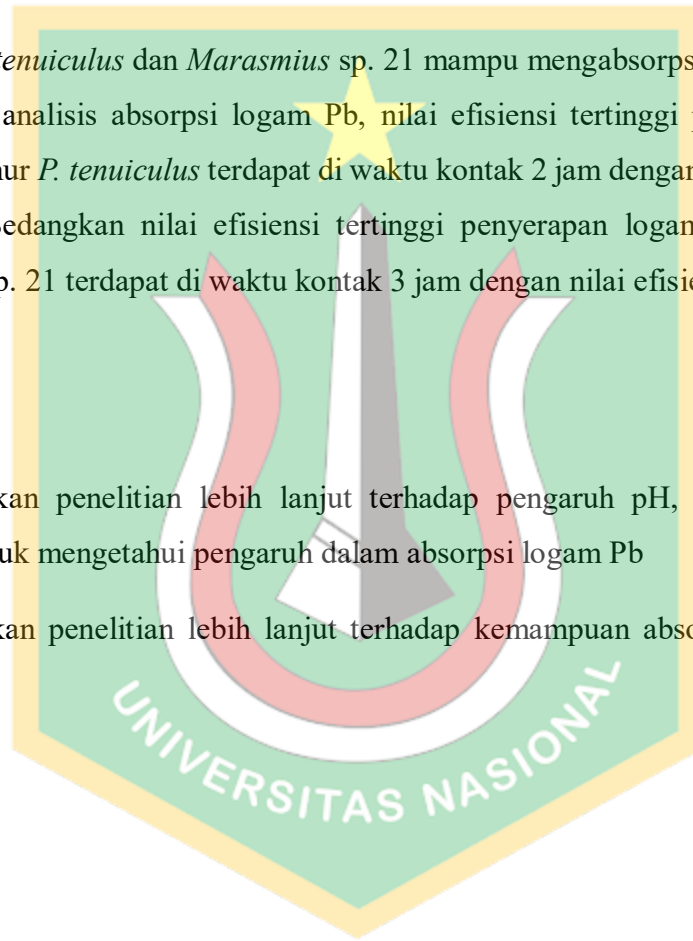 tenuiculus dan Marasmius sp. 21 mampu mengabsorps
analisis absorpsi logam Pb, nilai efisiensi tertinggi
ur P. tenuiculus terdapat di waktu kontak 2 jam dengan
edangkan nilai efisiensi tertinggi penyerapan logam
p. 21 terdapat di waktu kontak 3 jam dengan nilai efisie
kan penelitian lebih lanjut terhadap pengaruh pH,
uk mengetahui pengaruh dalam absorpsi logam Pb
kan penelitian lebih lanjut terhadap kemampuan abso
UNIVERSITAS NASIONAL